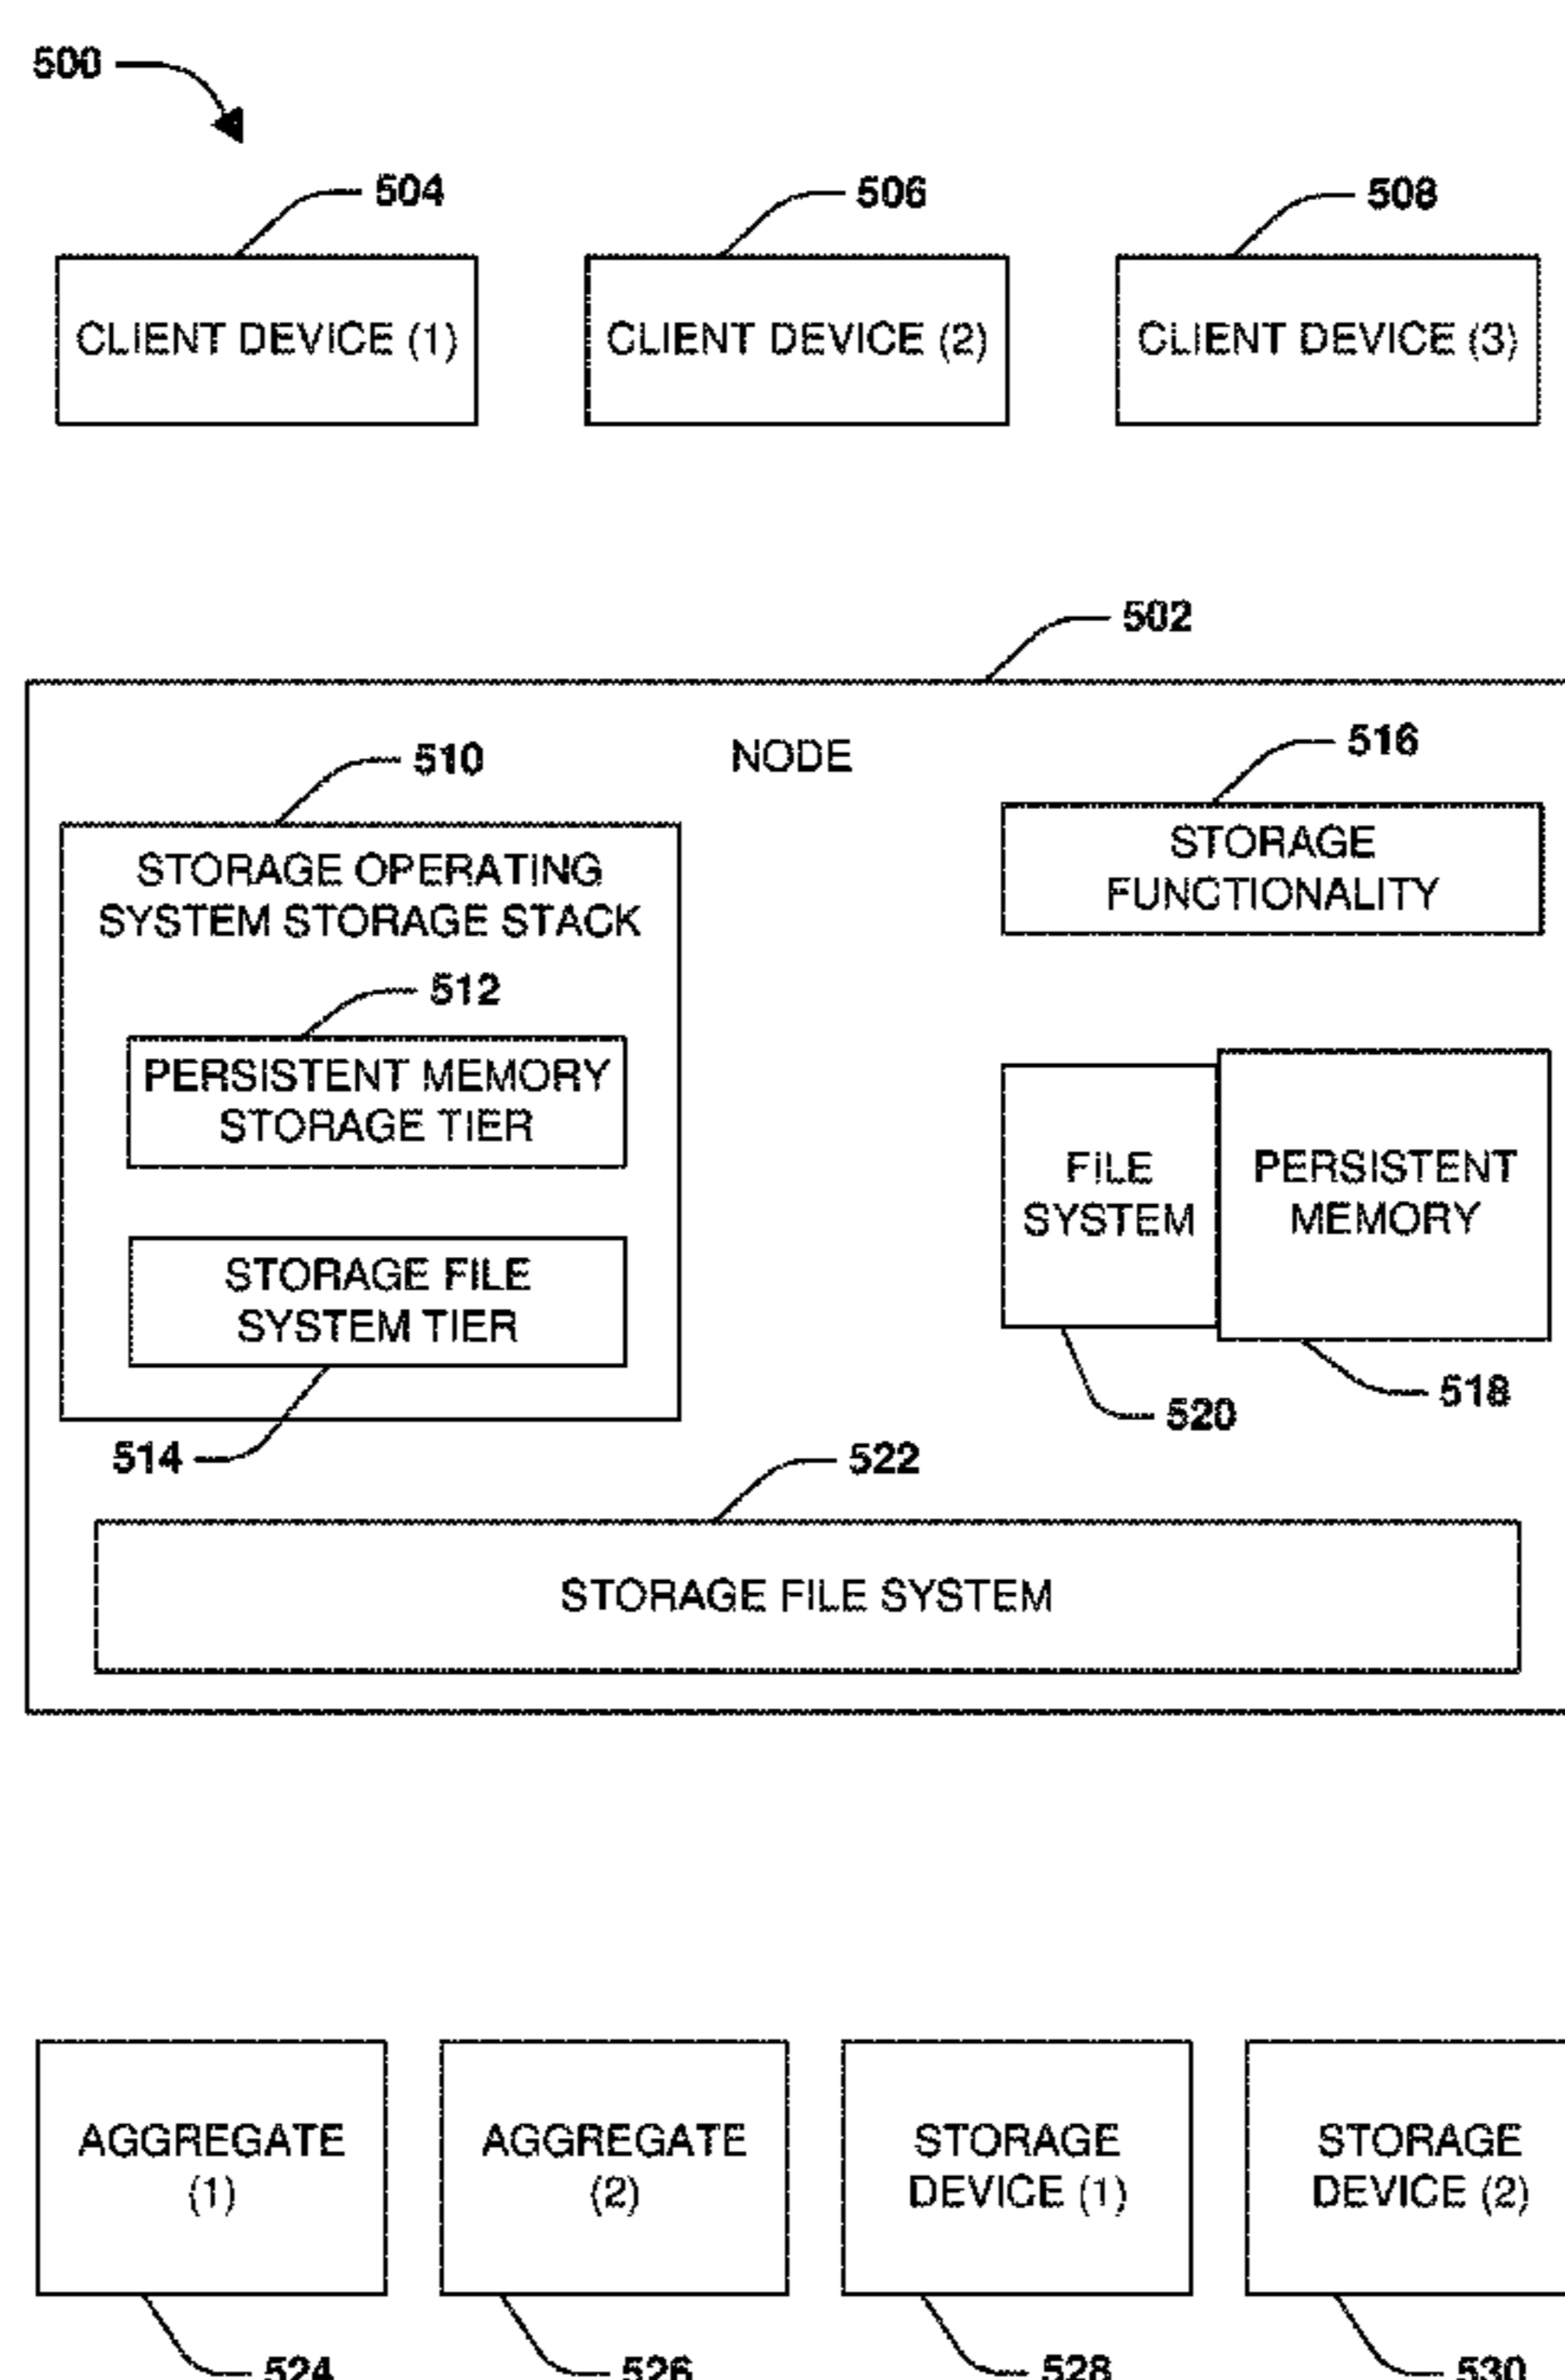 500
504
506
508
CLIENT DEVICE (1)
CLIENT DEVICE (2)
CLIENT DEVICE (3)
502
NODE
510
516
STORAGE OPERATING
SYSTEM STORAGE STACK
STORAGE
FUNCTIONALITY
512
PERSISTENT MEMORY
STORAGE TIER
FILE
SYSTEM
PERSISTENT
MEMORY
STORAGE FILE
SYSTEM TIER
518
520
514
522
STORAGE FILE SYSTEM
AGGREGATE
(1)
AGGREGATE
(2)
STORAGE
DEVICE (1)
STORAGE
DEVICE (2)
524
526
528
530